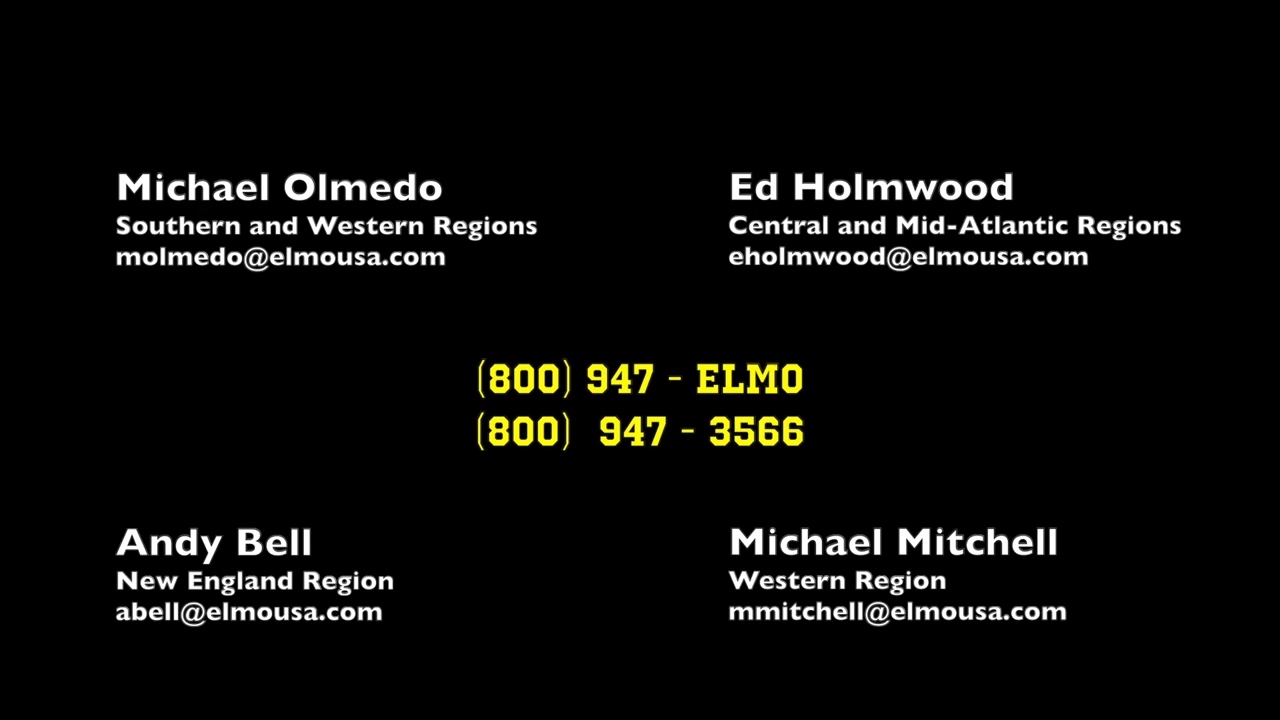 Michael Olmedo
Southern and Western Regions
molmedo@elmousa.com
Ed Holmwood
Central and Mid-Atlantic Regions
eholmwood@elmousa.com
(800) 947 - ELMO
(800) 947 - 3566
Andy Bell
New England Region
abell@elmousa.com
Michael Mitchell
Western Region
mmitchell@elmousa.com